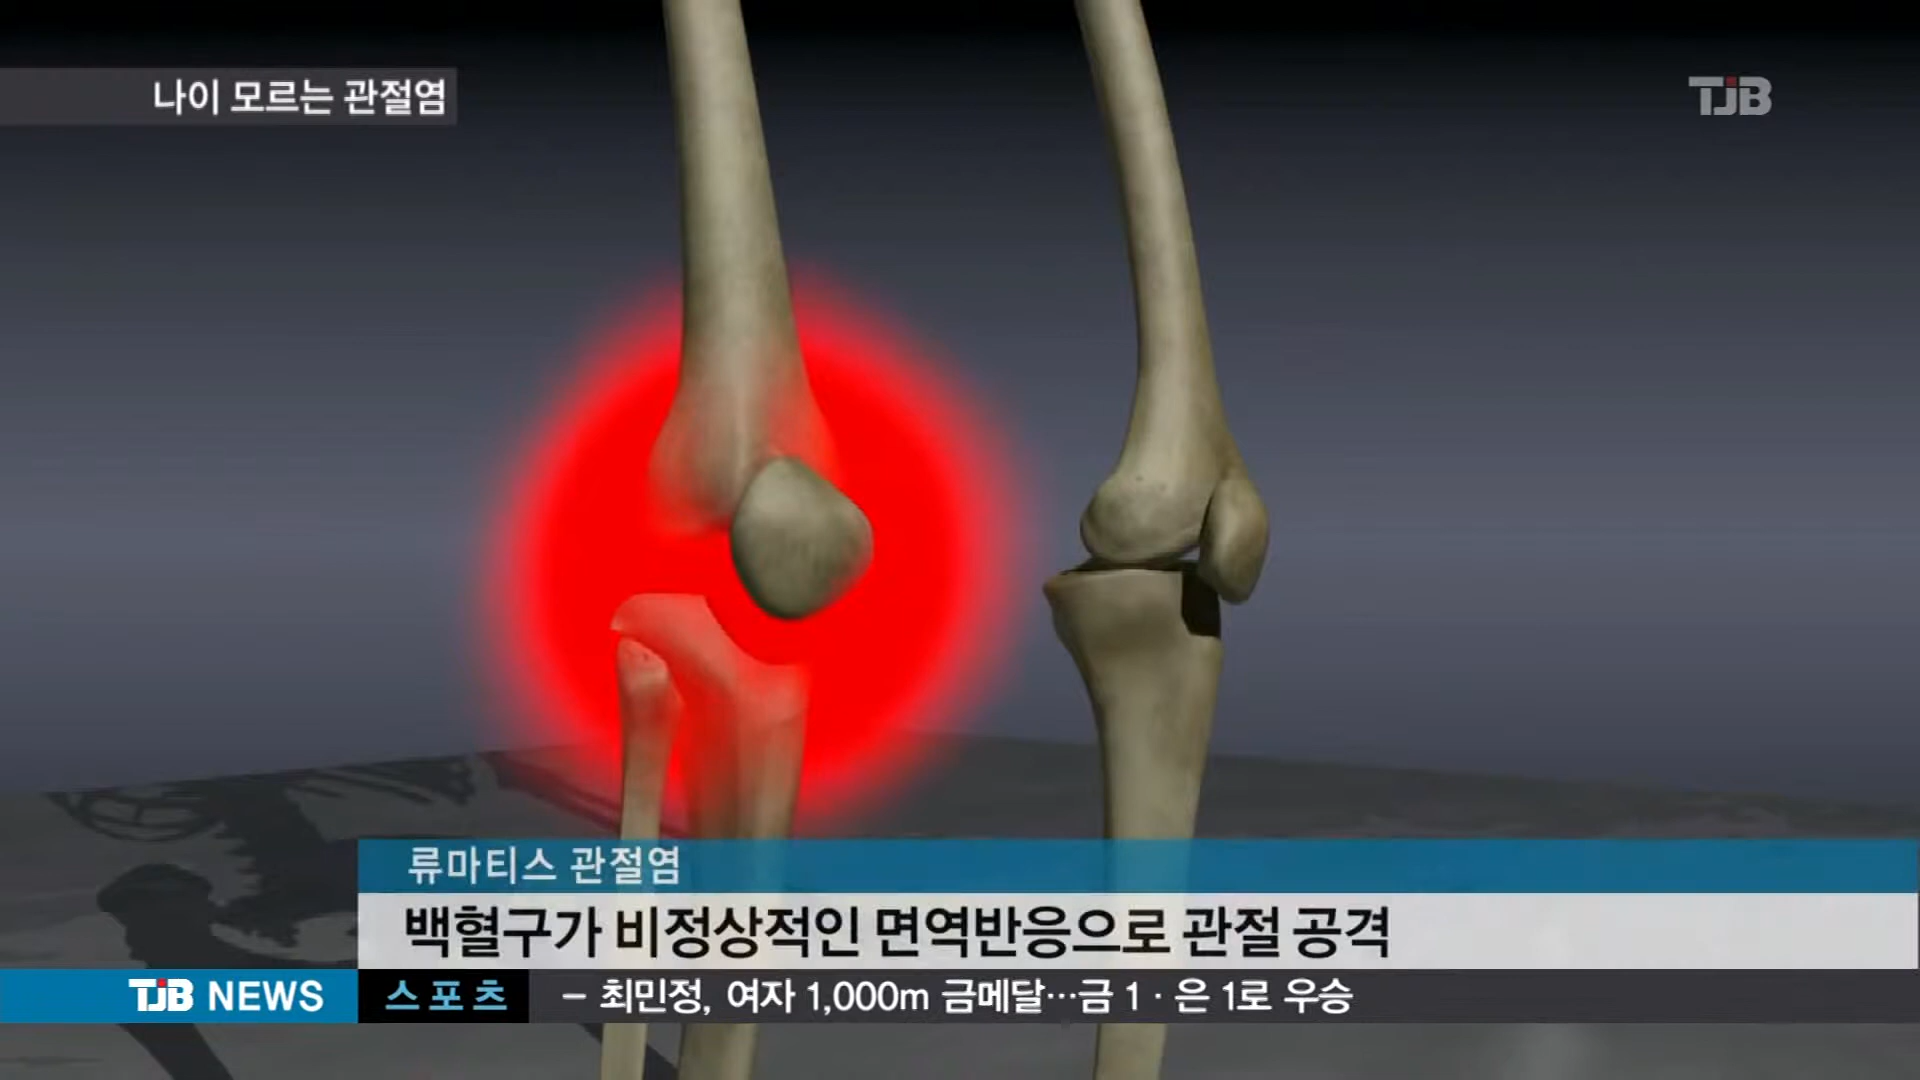 나이 모르는 관절염
TJB
류마티스 관절염
백혈구가 비정상적인 면역반응으로 관절 공격
TJB NEWS 스포츠 – 최민정, 여자 1,000m 금메달…금 1·은 1로 우승